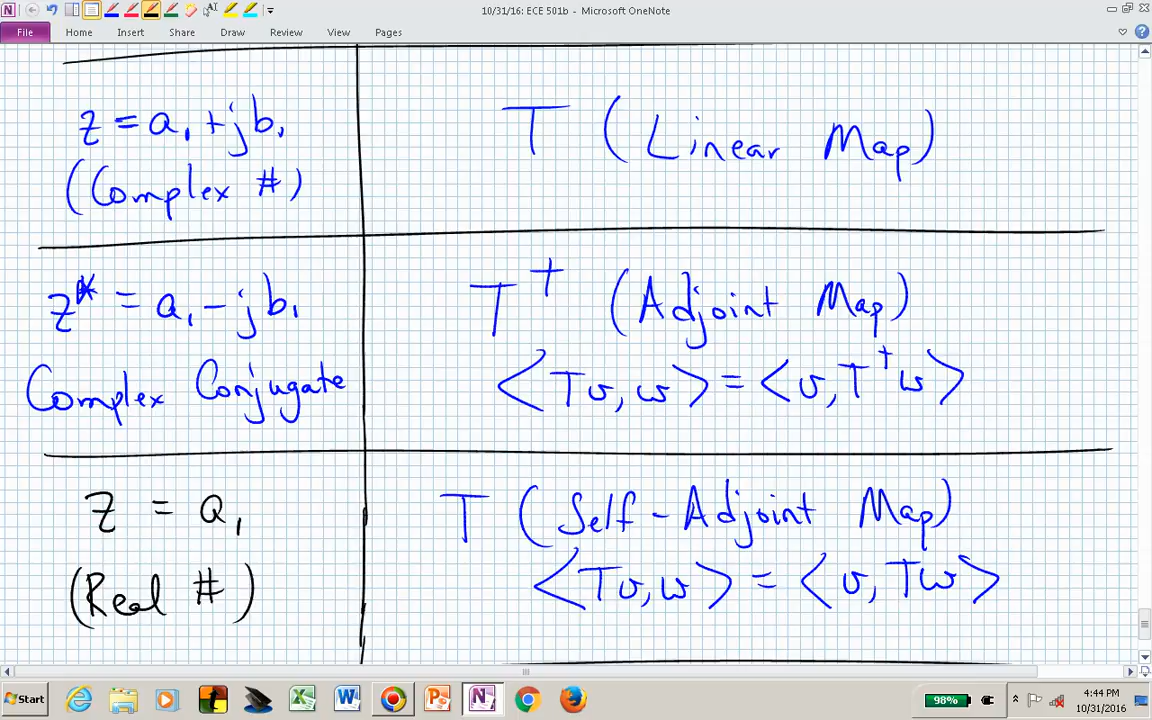 10/31/16: ECE 501b - Microsoft OneNote
File Home Insert Share Draw Review View Pages
z = a₁ + jb₁
(Complex #)
T (Linear Map)
z* = a₁ - jb₁
Complex Conjugate
T† (Adjoint Map)
<Tv, w> = <v, T†w>
z = a₁
(Real #)
T (Self-Adjoint Map)
<Tv, w> = <v, Tw>
Start
98%
4:44 PM
10/31/2016